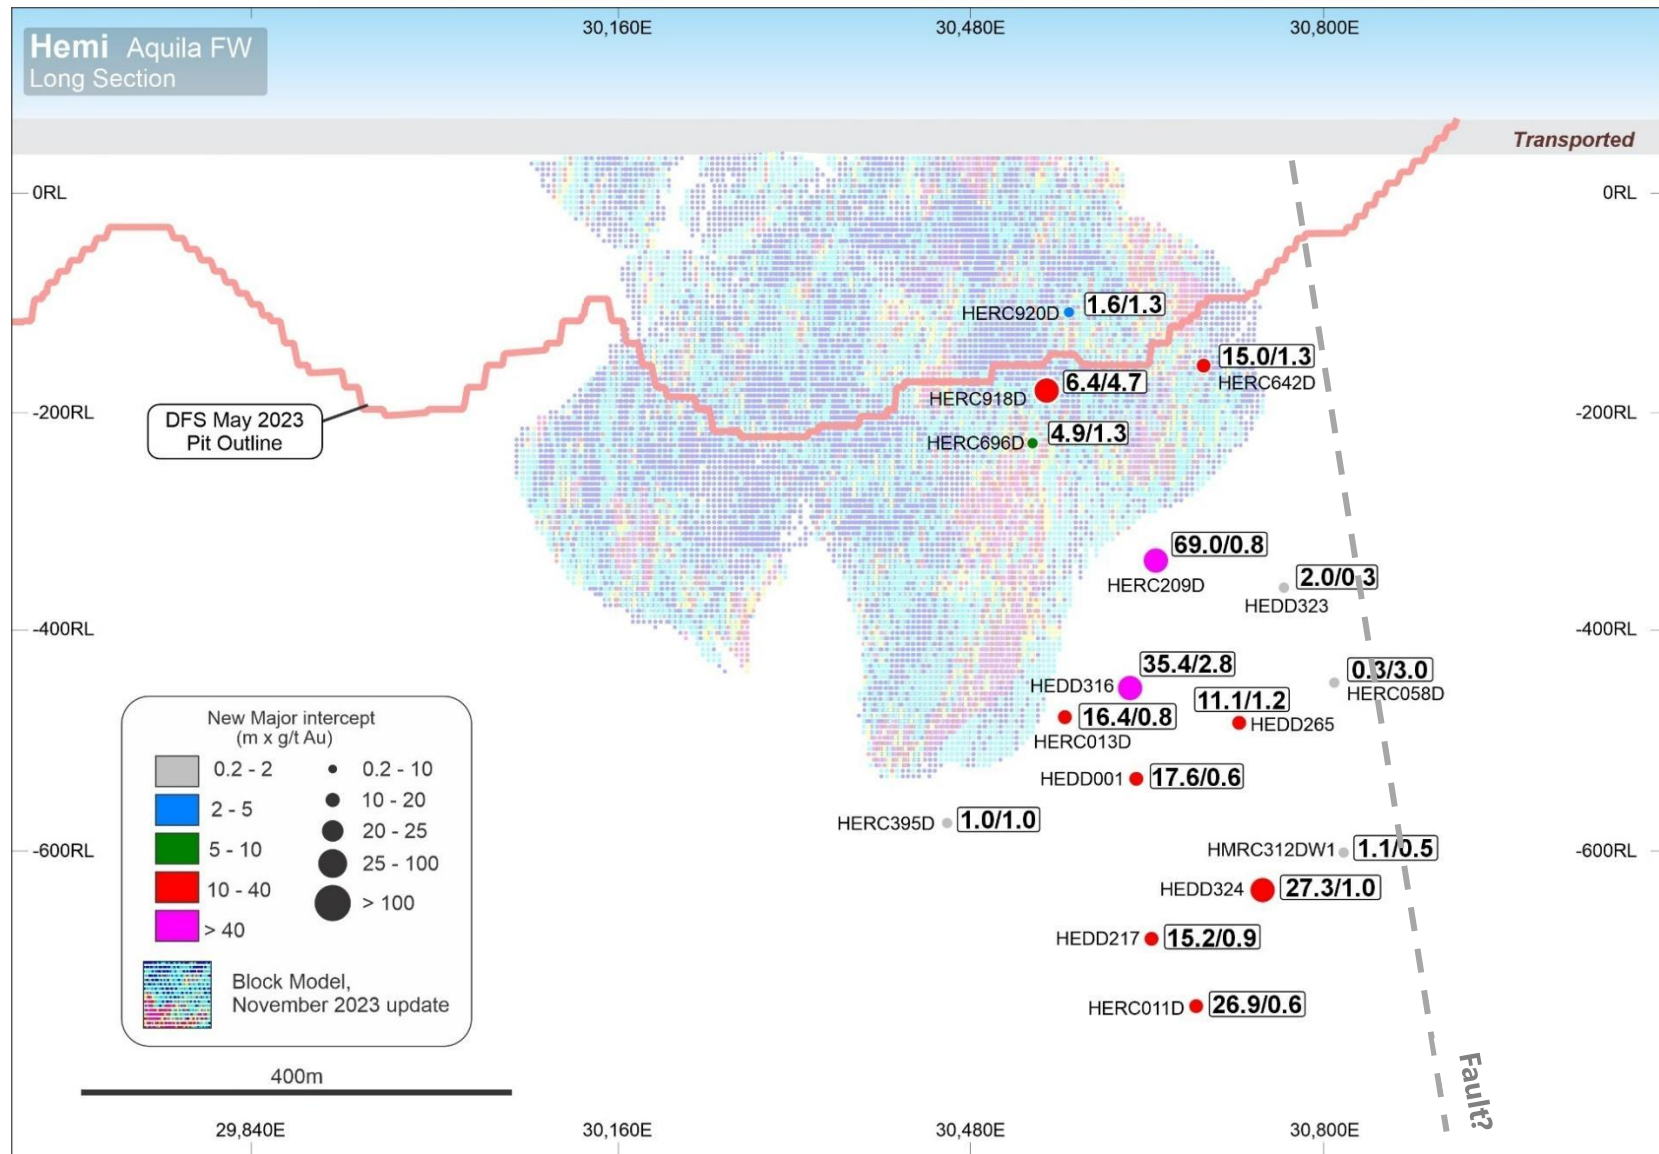 30,160E
30,480E
30,800E
Hemi Aquila FW
Long Section
Transported
0RL
0RL
HERC920D
1.6/1.3
15.0/1.3
HERC642D
6.4/4.7
HERC918D
-200RL
-200RL
DFS May 2023
Pit Outline
4.9/1.3
HERC696D
69.0/0.8
HERC209D
2.0/0.3
HEDD323
-400RL
-400RL
35.4/2.8
HEDD316
0.3/3.0
HERC058D
11.1/1.2
HEDD265
16.4/0.8
HERC013D
HEDD001
17.6/0.6
HERC395D
1.0/1.0
-600RL
HMRC312DW1
1.1/0.5
HEDD324
27.3/1.0
HEDD217
15.2/0.9
HERC011D
26.9/0.6
-600RL
New Major intercept
(m x g/t Au)
0.2 - 2
0.2 - 10
2 - 5
10 - 20
20 - 25
5 - 10
25 - 100
10 - 40
> 100
> 40
Block Model,
November 2023 update
400m
Fault?
29,840E
30,160E
30,480E
30,800E